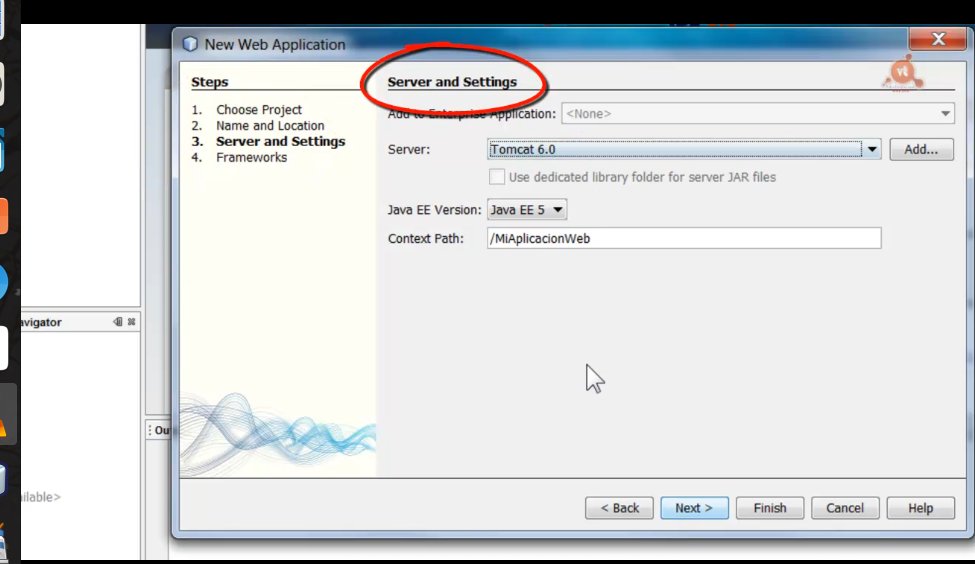 New Web Application
Steps
1. Choose Project
2. Name and Location
3. Server and Settings
4. Frameworks
Server and Settings
Add to Enterprise Application: <None>
Server: Tomcat 6.0 Add...
Use dedicated library folder for server JAR files
Java EE Version: Java EE 5
Context Path: /MiAplicacionWeb
avigator
Ou
ilable>
< Back Next > Finish Cancel Help
vt